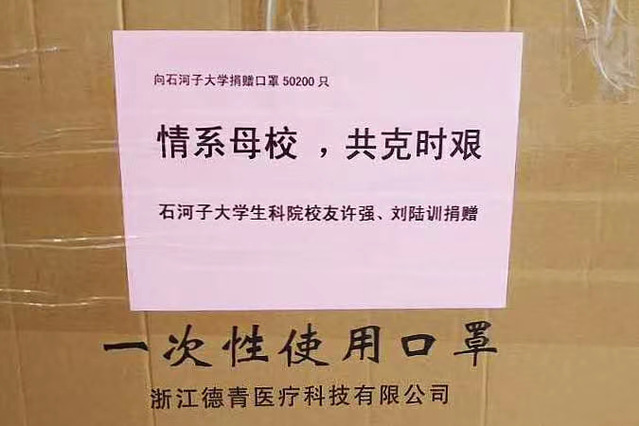 向石河子大学捐赠口罩 50200 只
情系母校 ，共克时艰
石河子大学生科院校友许强、刘陆训捐赠
一次性使用口罩
浙江德青医疗科技有限公司